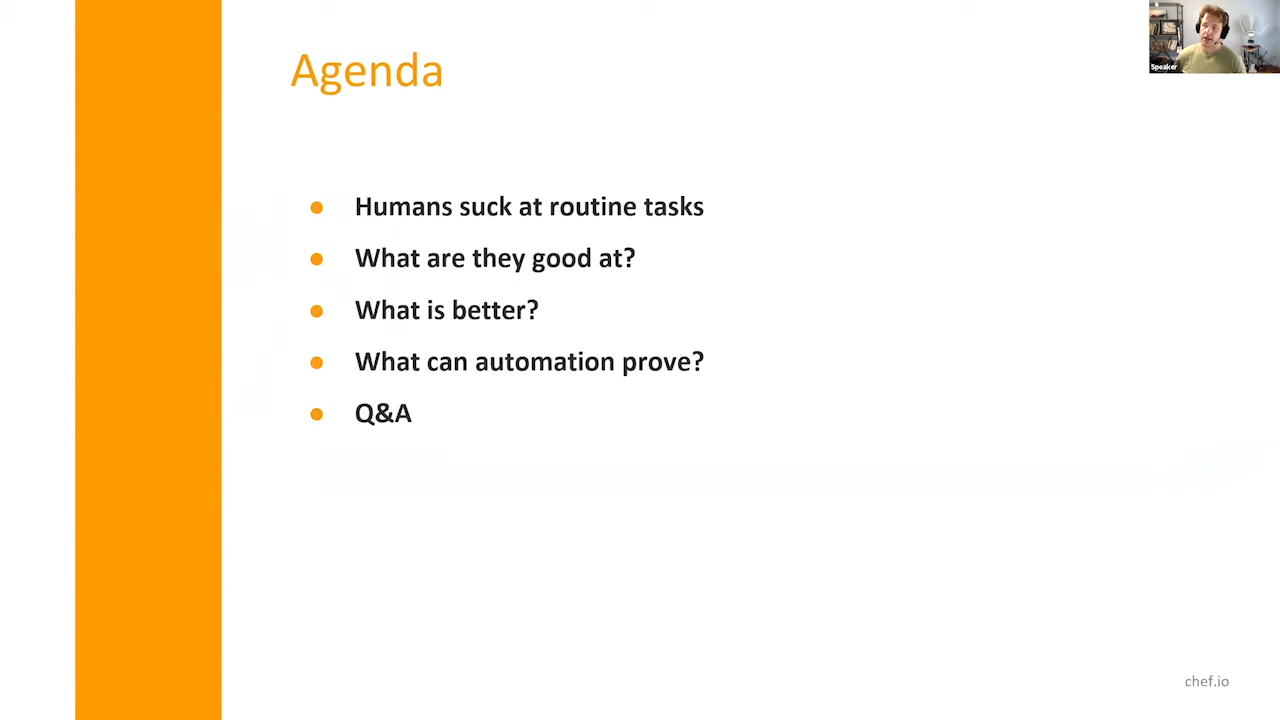 Agenda
Speaker
Humans suck at routine tasks
What are they good at?
What is better?
What can automation prove?
Q&A
chef.io